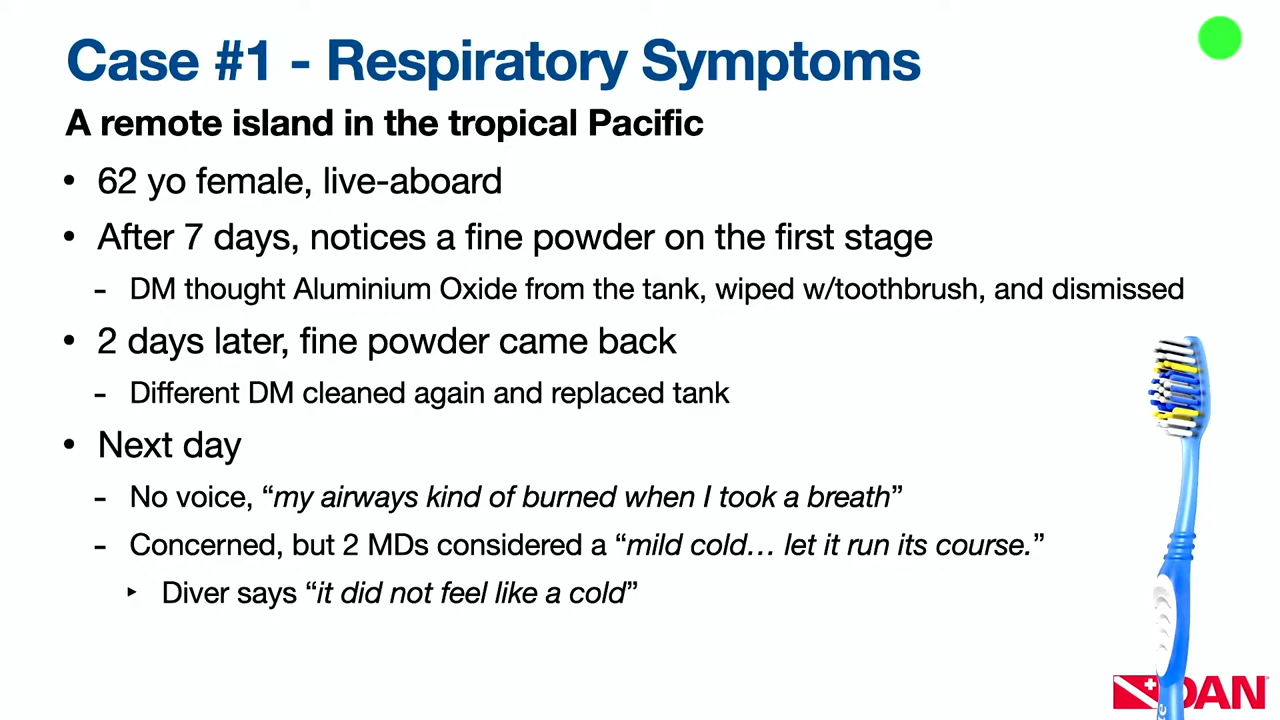 Case #1 - Respiratory Symptoms
A remote island in the tropical Pacific
• 62 yo female, live-aboard
• After 7 days, notices a fine powder on the first stage
- DM thought Aluminium Oxide from the tank, wiped w/toothbrush, and dismissed
• 2 days later, fine powder came back
- Different DM cleaned again and replaced tank
• Next day
- No voice, “my airways kind of burned when I took a breath”
- Concerned, but 2 MDs considered a “mild cold… let it run its course.”
‣ Diver says “it did not feel like a cold”
DAN